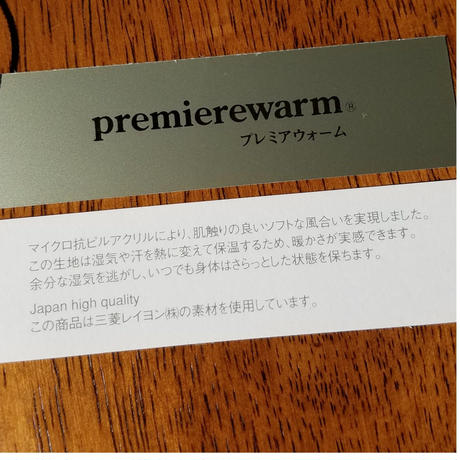 premierewarm®
プレミアウォーム
マイクロ抗ピルアクリルにより、肌触りの良いソフトな風合いを実現しました。
この生地は湿気や汗を熱に変えて保温するため、暖かさが実感できます。
余分な湿気を逃がし、いつでも身体はさらっとした状態を保ちます。
Japan high quality
この商品は三菱レイヨン㈱の素材を使用しています。